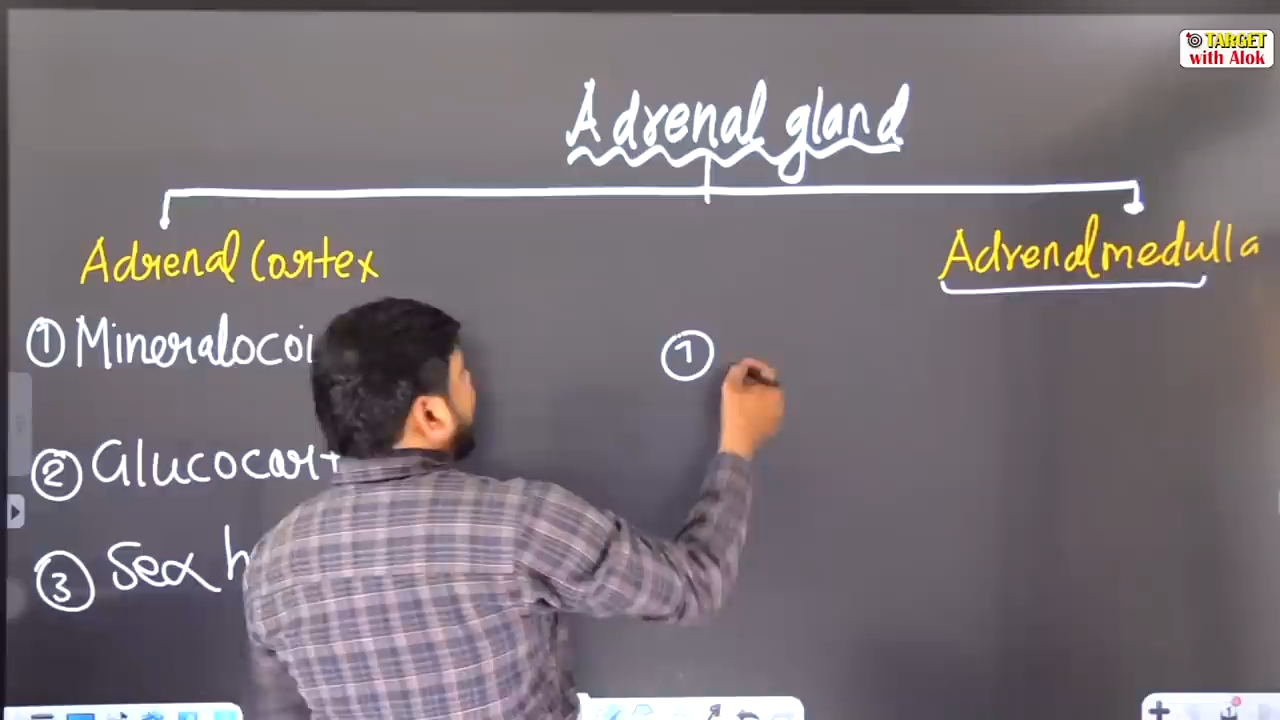 TARGET
with Alok
Adrenal gland
Adrenal Cortex
Adrenal medulla
① Mineralocoi
② Glucocort
③ Sex h
①